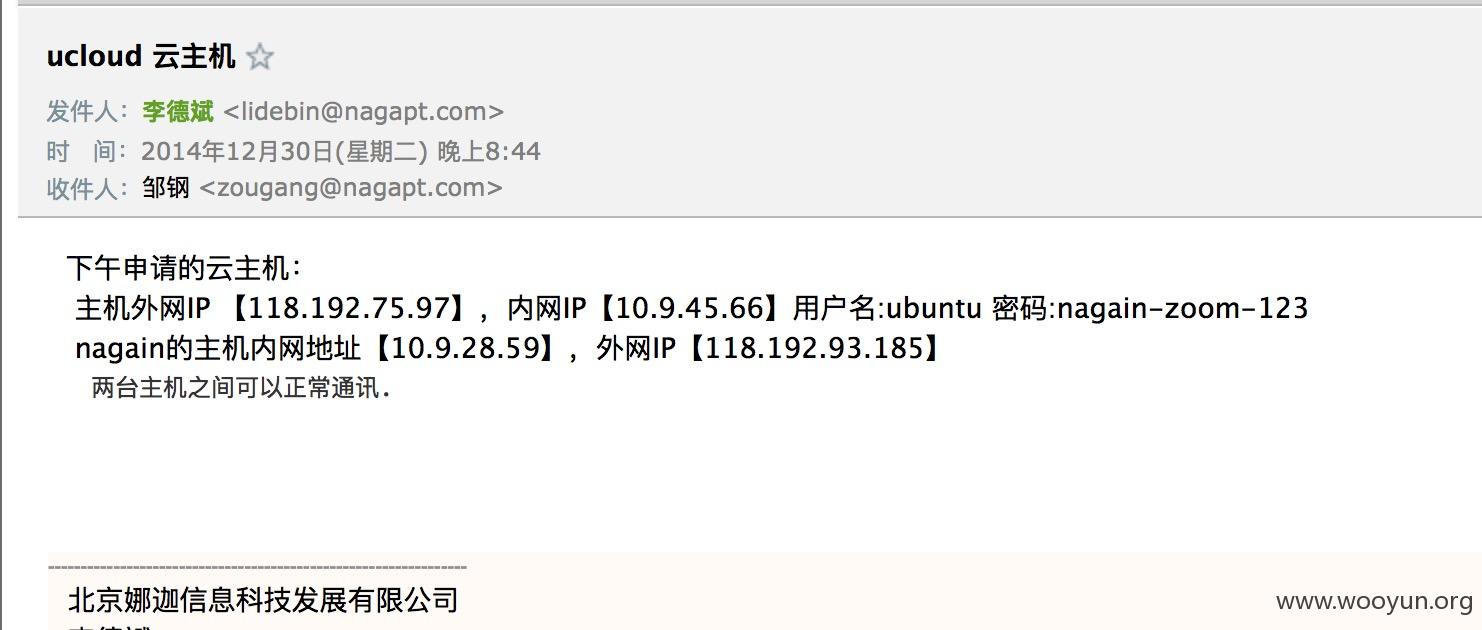 ucloud 云主机
发件人：李德斌 <lidebin@nagapt.com>
时　间：2014年12月30日(星期二) 晚上8:44
收件人：邹钢 <zougang@nagapt.com>
下午申请的云主机：
主机外网IP 【118.192.75.97】，内网IP【10.9.45.66】用户名:ubuntu 密码:nagain-zoom-123
nagain的主机内网地址【10.9.28.59】，外网IP【118.192.93.185】
两台主机之间可以正常通讯．
北京娜迦信息科技发展有限公司
www.wooyun.org